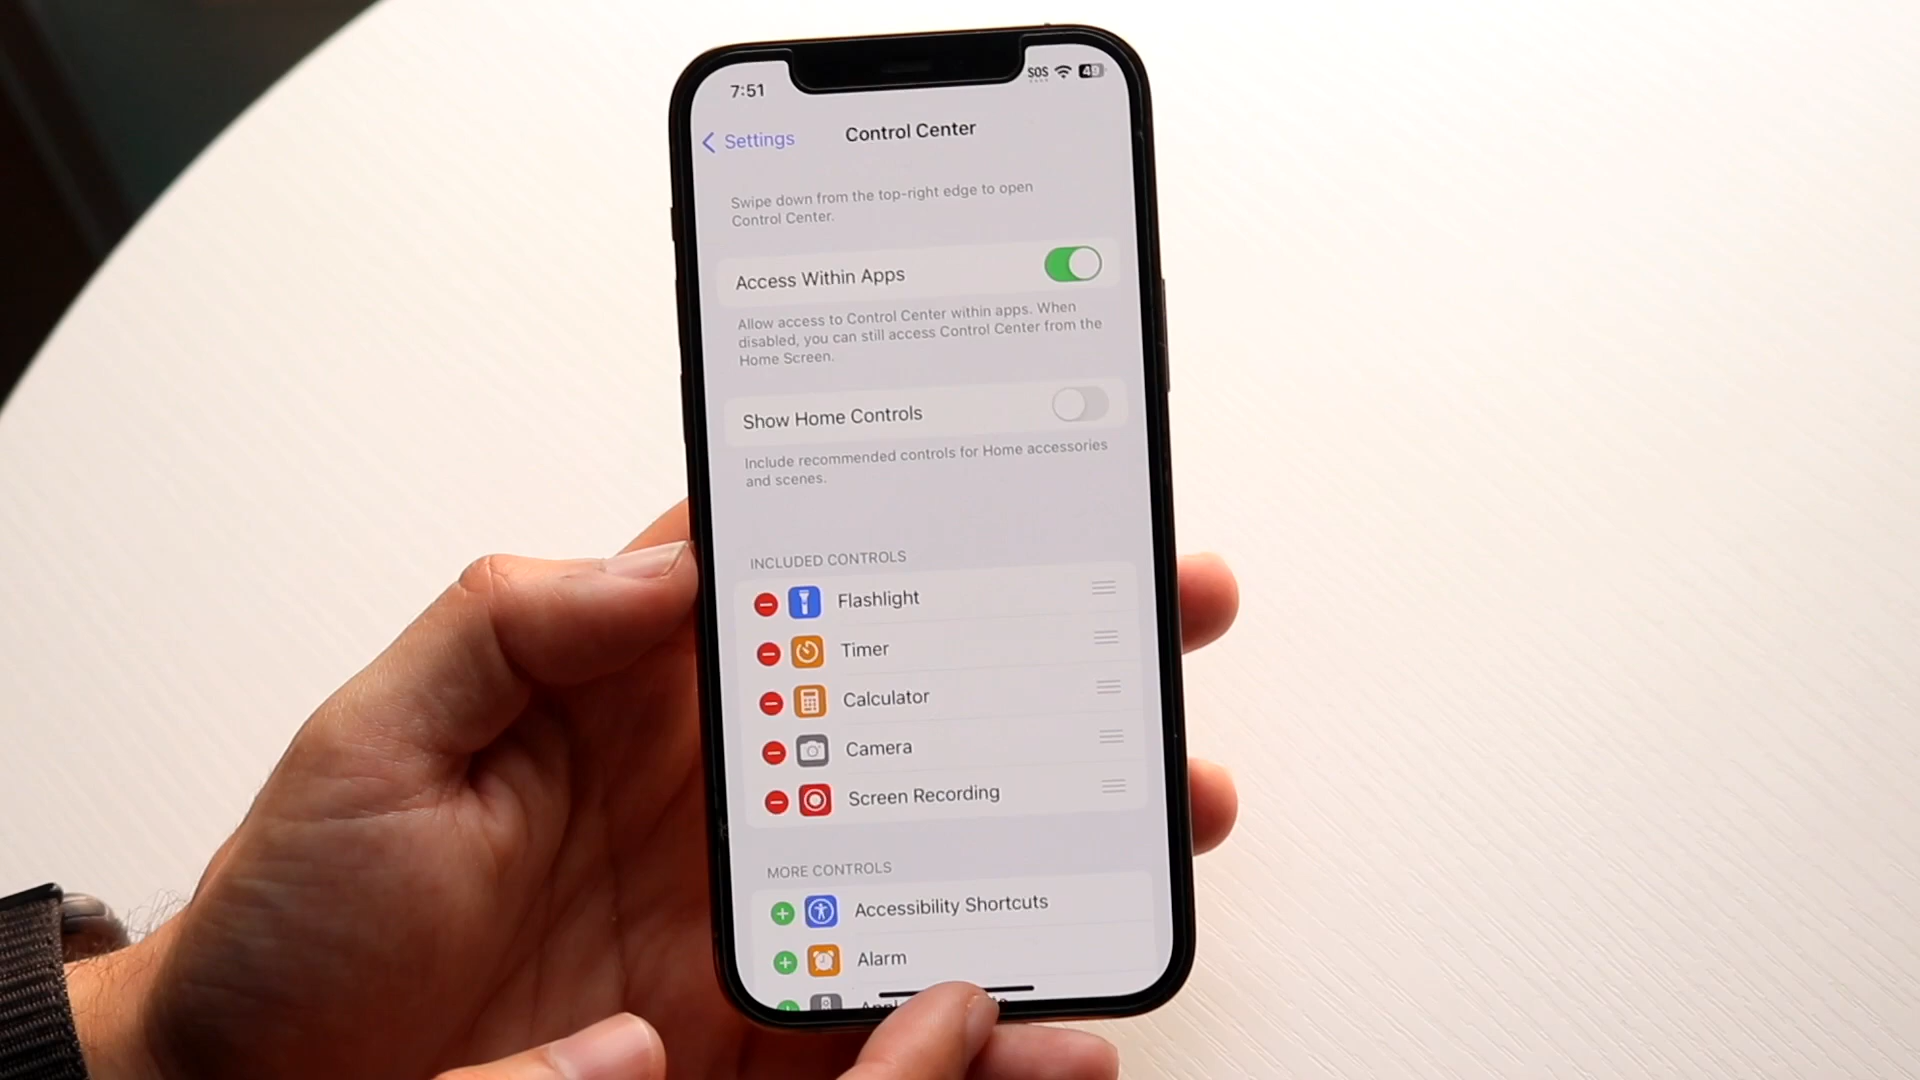 7:51
SOS 49
Settings
Control Center
Swipe down from the top-right edge to open
Control Center.
Access Within Apps
Allow access to Control Center within apps. When
disabled, you can still access Control Center from the
Home Screen.
Show Home Controls
Include recommended controls for Home accessories
and scenes.
INCLUDED CONTROLS
Flashlight
Timer
Calculator
Camera
Screen Recording
MORE CONTROLS
Accessibility Shortcuts
Alarm